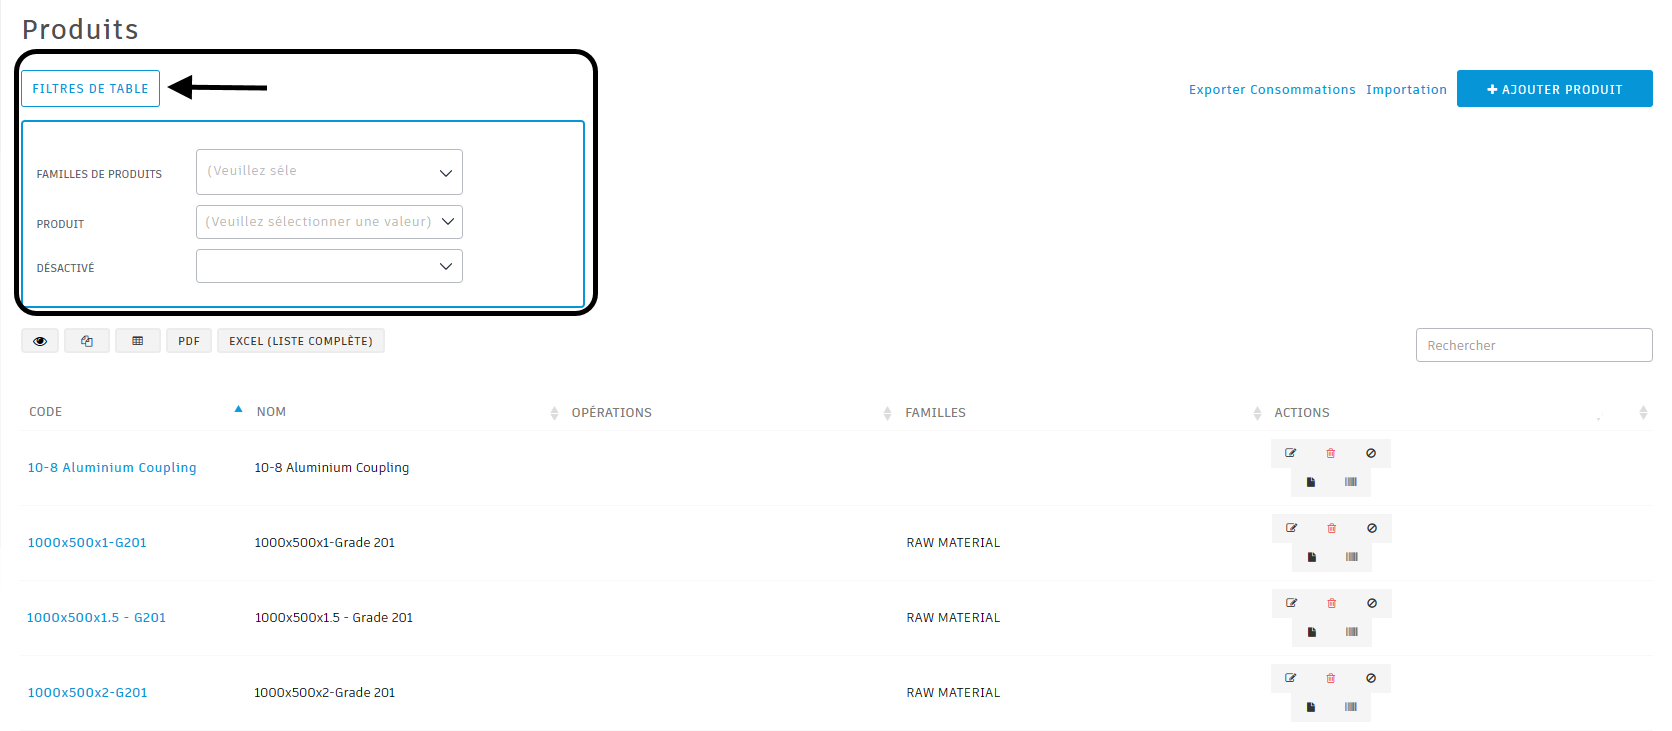 Produits
FILTRES DE TABLE
Exporter Consommations Importation AJOUTER PRODUIT
FAMILLES DE PRODUITS (Veuillez séle
PRODUIT (Veuillez sélectionner une valeur)
DÉSACTIVÉ
PDF EXCEL (LISTE COMPLÈTE) Rechercher
CODE NOM OPÉRATIONS FAMILLES ACTIONS
10-8 Aluminium Coupling 10-8 Aluminium Coupling
1000x500x1-G201 1000x500x1-Grade 201 RAW MATERIAL
1000x500x1.5 - G201 1000x500x1.5 - Grade 201 RAW MATERIAL
1000x500x2-G201 1000x500x2-Grade 201 RAW MATERIAL